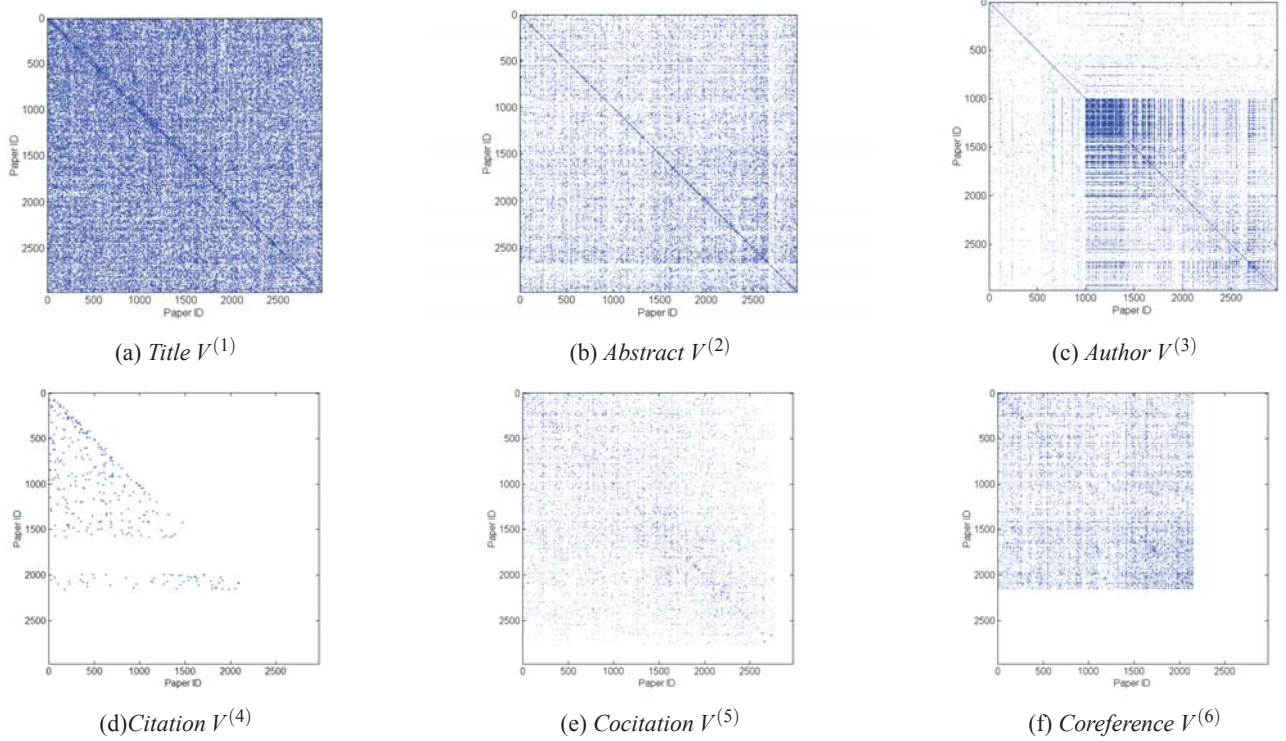 0
500
1000
1500
2000
2500
Paper ID
0 500 1000 1500 2000 2500
Paper ID
(a) Title V(1)
0
500
1000
1500
2000
2500
Paper ID
0 500 1000 1500 2000 2500
Paper ID
(b) Abstract V(2)
0
500
1000
1500
2000
2500
Paper ID
0 500 1000 1500 2000 2500
Paper ID
(c) Author V(3)
0
500
1000
1500
2000
2500
Paper ID
0 500 1000 1500 2000 2500
Paper ID
(d)Citation V(4)
0
500
1000
1500
2000
2500
Paper ID
0 500 1000 1500 2000 2500
Paper ID
(e) Cocitation V(5)
0
500
1000
1500
2000
2500
Paper ID
0 500 1000 1500 2000 2500
Paper ID
(f) Coreference V(6)